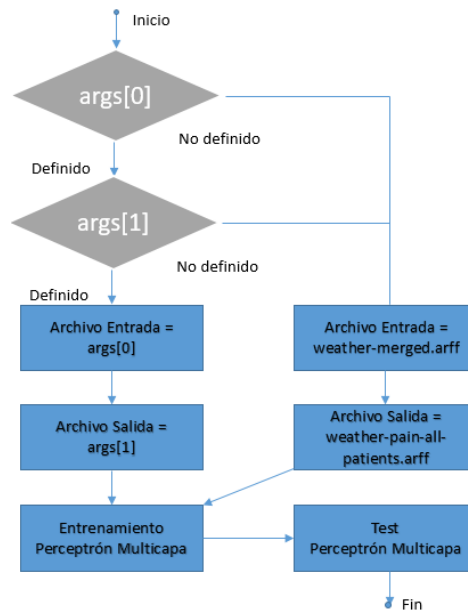 Inicio
args[0]
No definido
Definido
args[1]
No definido
Definido
Archivo Entrada =
args[0]
Archivo Entrada =
weather-merged.arff
Archivo Salida =
args[1]
Archivo Salida =
weather-pain-all-
patients.arff
Entrenamiento
Perceptrón Multicapa
Test
Perceptrón Multicapa
Fin